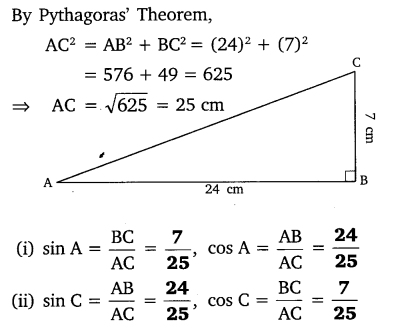 By Pythagoras' Theorem,
AC² = AB² + BC² = (24)² + (7)²
= 576 + 49 = 625
⇒ AC = √625 = 25 cm
C
7 cm
A
B
24 cm
(i) sin A = BC/AC = 7/25, cos A = AB/AC = 24/25
(ii) sin C = AB/AC = 24/25, cos C = BC/AC = 7/25